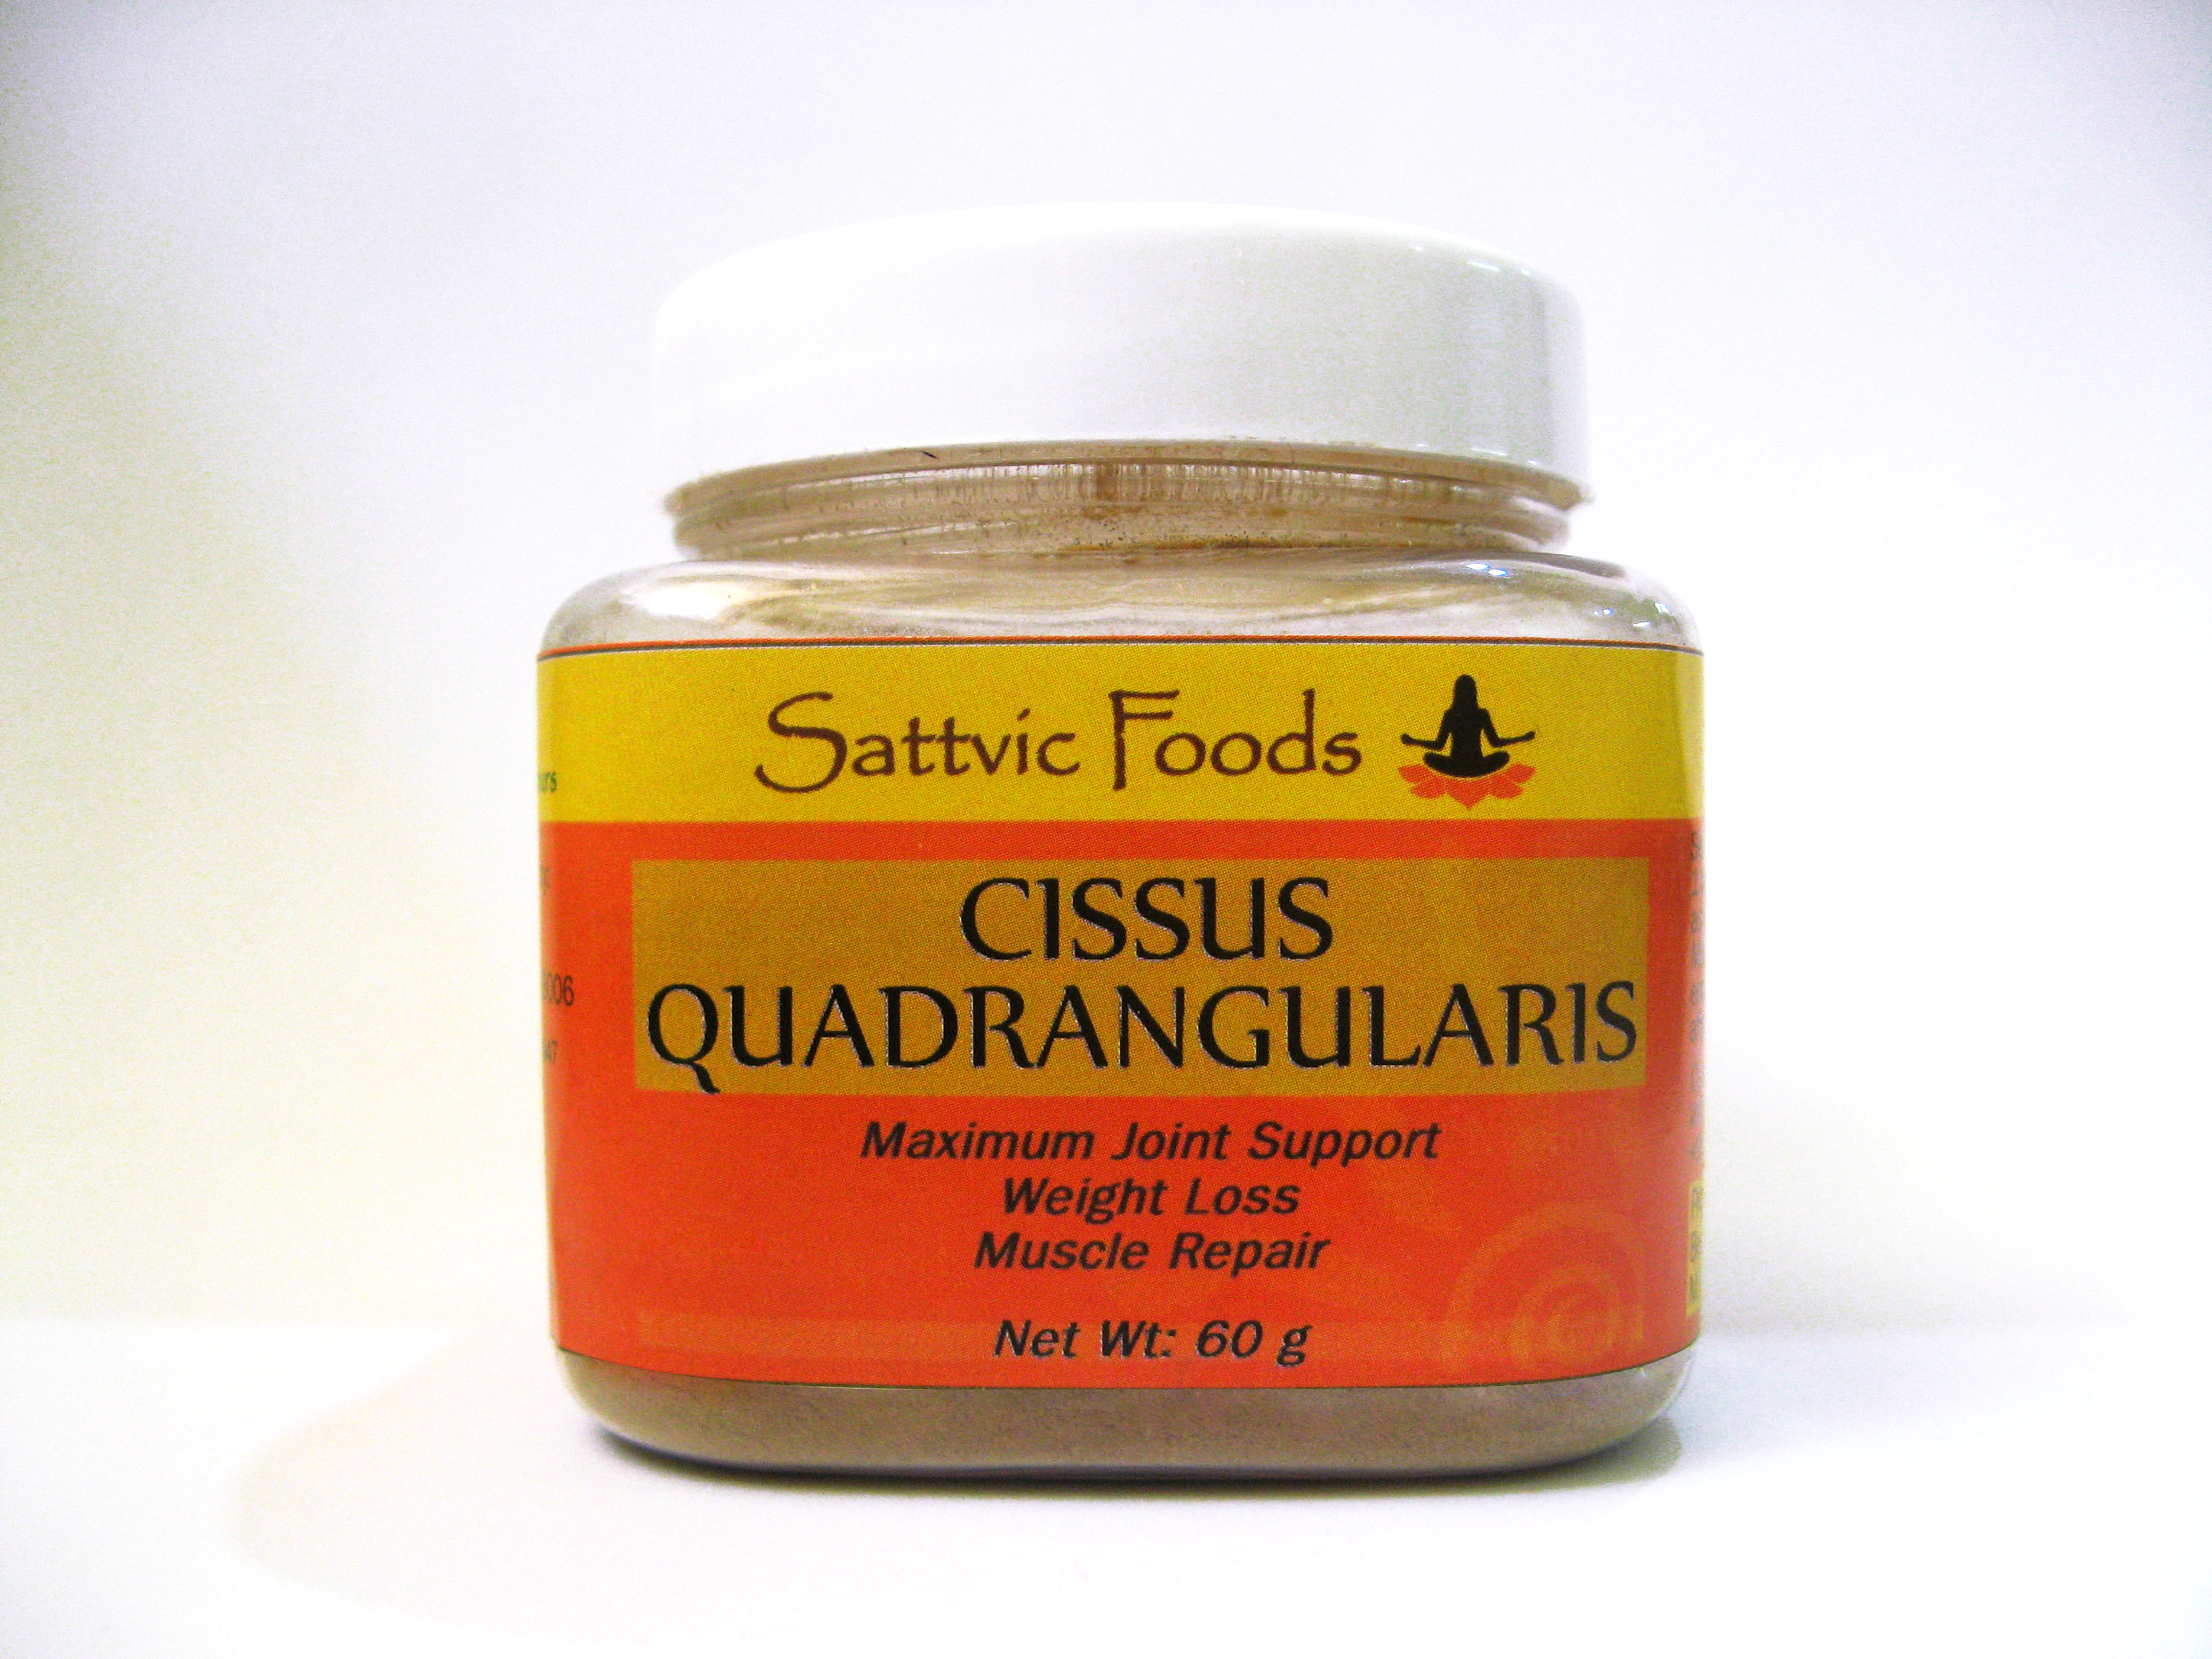 Sattvic Foods
CISSUS
QUADRANGULARIS
Maximum Joint Support
Weight Loss
Muscle Repair
Net Wt: 60 g